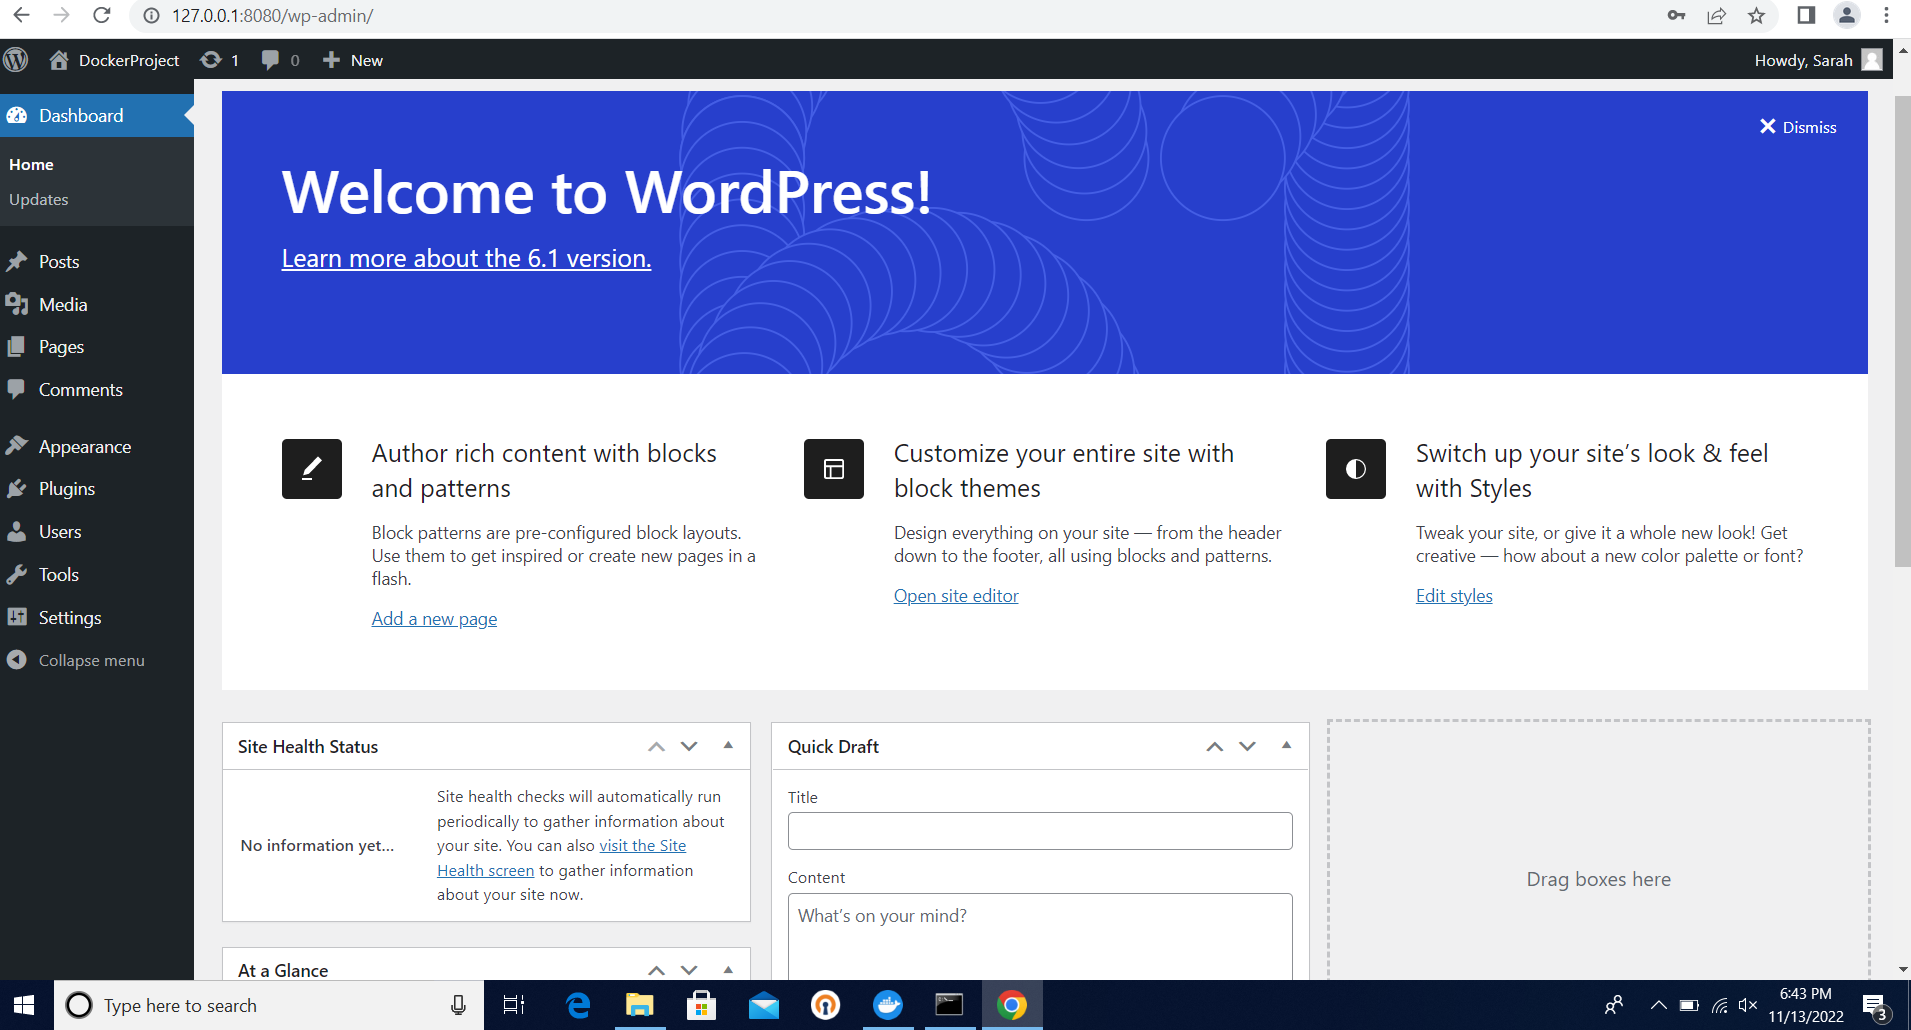 127.0.0.1:8080/wp-admin/
DockerProject
1
0
New
Howdy, Sarah
Dashboard
Home
Updates
Posts
Media
Pages
Comments
Appearance
Plugins
Users
Tools
Settings
Collapse menu
Dismiss
Welcome to WordPress!
Learn more about the 6.1 version.
Author rich content with blocks
and patterns
Block patterns are pre-configured block layouts.
Use them to get inspired or create new pages in a
flash.
Add a new page
Customize your entire site with
block themes
Design everything on your site — from the header
down to the footer, all using blocks and patterns.
Open site editor
Switch up your site’s look & feel
with Styles
Tweak your site, or give it a whole new look! Get
creative — how about a new color palette or font?
Edit styles
Site Health Status
No information yet...
Site health checks will automatically run
periodically to gather information about
your site. You can also visit the Site
Health screen to gather information
about your site now.
At a Glance
Quick Draft
Title
Content
What’s on your mind?
Drag boxes here
Type here to search
6:43 PM
11/13/2022
3